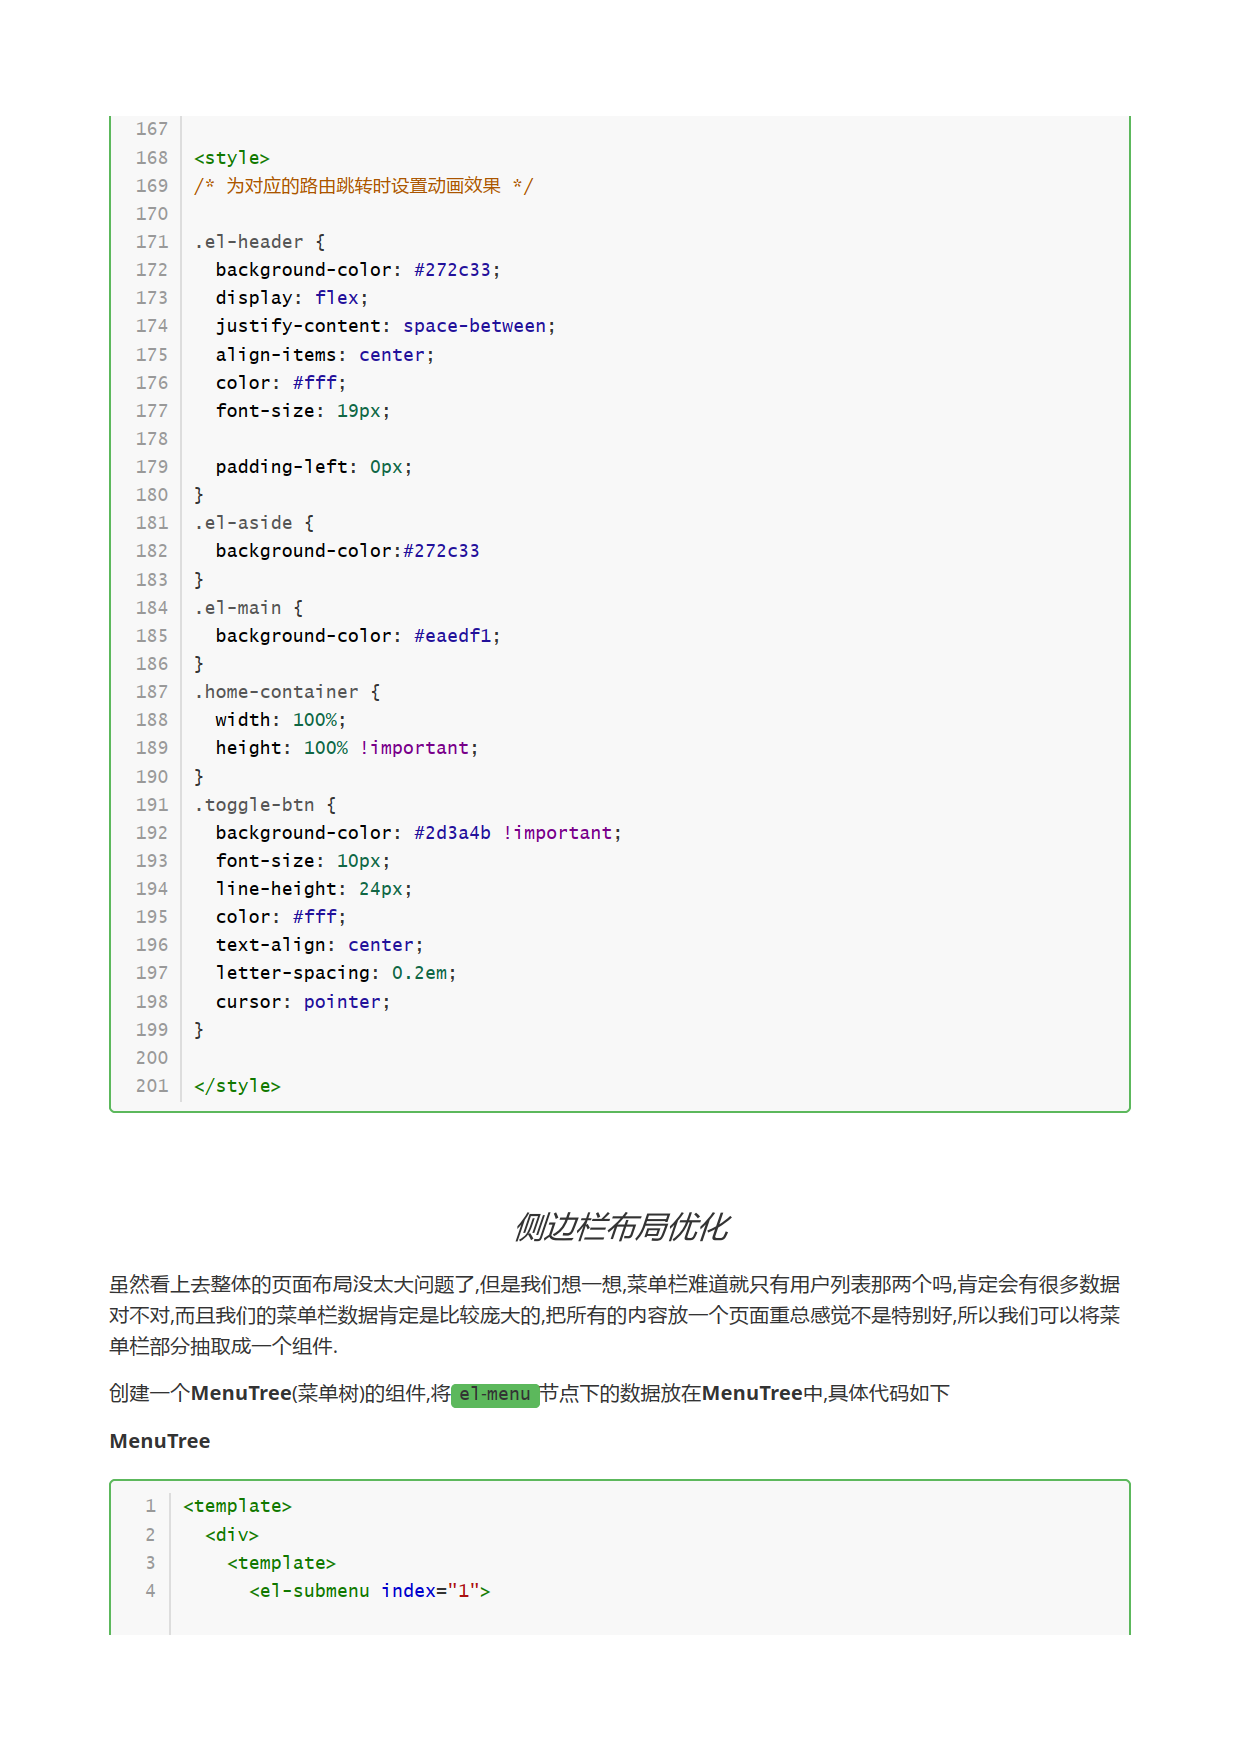 167
168 <style>
169 /* 为对应的路由跳转时设置动画效果 */
170
171 .el-header {
172   background-color: #272c33;
173   display: flex;
174   justify-content: space-between;
175   align-items: center;
176   color: #fff;
177   font-size: 19px;
178
179   padding-left: 0px;
180 }
181 .el-aside {
182   background-color:#272c33
183 }
184 .el-main {
185   background-color: #eaedf1;
186 }
187 .home-container {
188   width: 100%;
189   height: 100% !important;
190 }
191 .toggle-btn {
192   background-color: #2d3a4b !important;
193   font-size: 10px;
194   line-height: 24px;
195   color: #fff;
196   text-align: center;
197   letter-spacing: 0.2em;
198   cursor: pointer;
199 }
200
201 </style>
侧边栏布局优化
虽然看上去整体的页面布局没太大问题了,但是我们想一想,菜单栏难道就只有用户列表那两个吗,肯定会有很多数据
对不对,而且我们的菜单栏数据肯定是比较庞大的,把所有的内容放一个页面重总感觉不是特别好,所以我们可以将菜
单栏部分抽取成一个组件.
创建一个MenuTree(菜单树)的组件,将 el-menu 节点下的数据放在MenuTree中,具体代码如下
MenuTree
1 <template>
2   <div>
3     <template>
4       <el-submenu index="1">